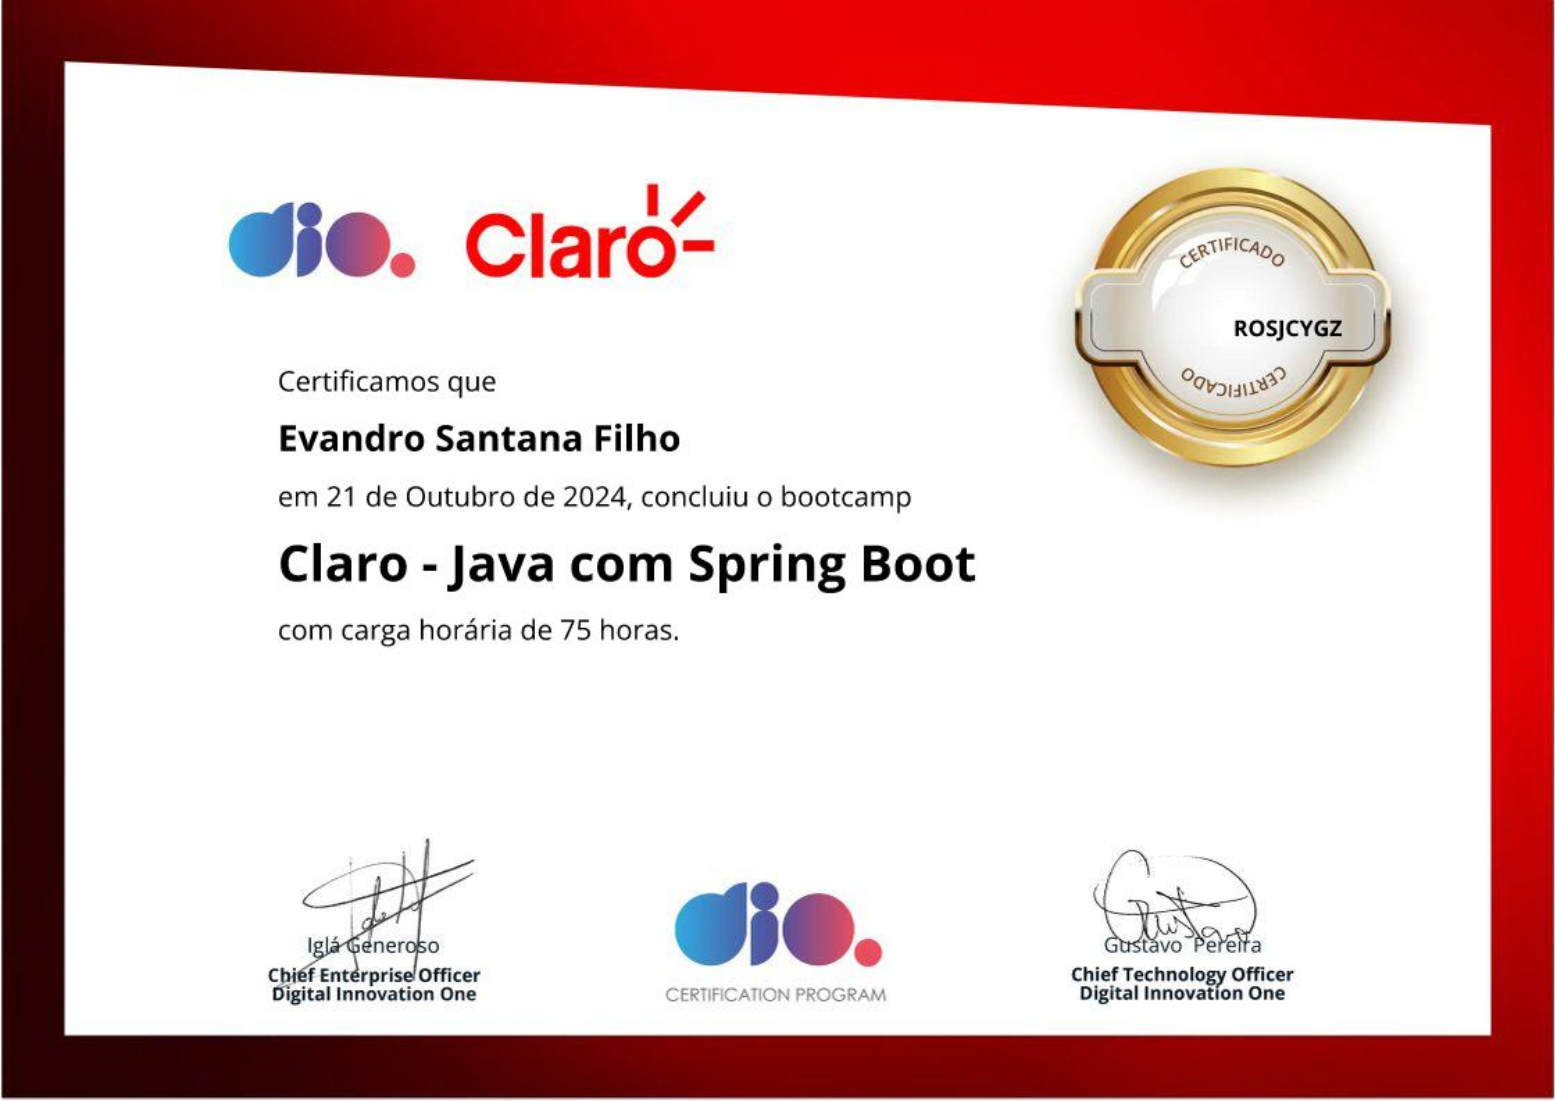 dio. Claro
CERTIFICADO
ROSJCYGZ
CERTIFICADO
Certificamos que
Evandro Santana Filho
em 21 de Outubro de 2024, concluiu o bootcamp
Claro - Java com Spring Boot
com carga horária de 75 horas.
Iglá Generoso
Chief Enterprise Officer
Digital Innovation One
dio.
CERTIFICATION PROGRAM
Gustavo
Gustavo Pereira
Chief Technology Officer
Digital Innovation One